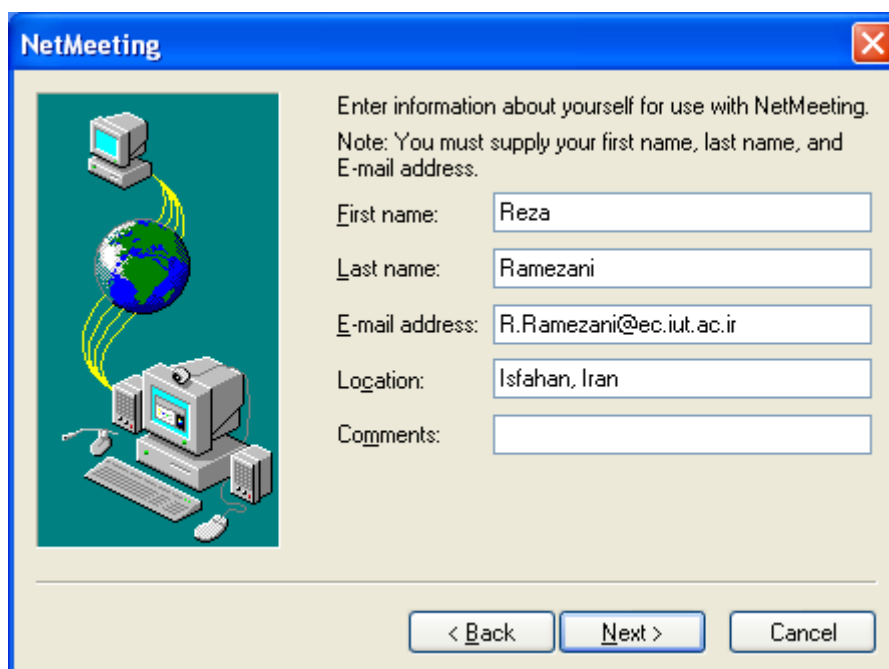 NetMeeting
Enter information about yourself for use with NetMeeting.
Note: You must supply your first name, last name, and
E-mail address.
First name: Reza
Last name: Ramezani
E-mail address: R.Ramezani@ec.iut.ac.ir
Location: Isfahan, Iran
Comments:
< Back Next > Cancel